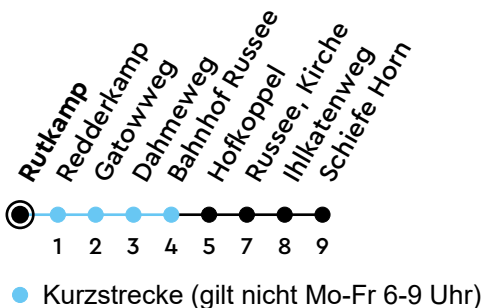 Rutkamp
Redderkamp
Gatowweg
Dahmeweg
Bahnhof Russee
Hofkoppel
Russee, Kirche
Ihlkatenweg
Schiefe Horn
1 2 3 4 5 7 8 9
Kurzstrecke (gilt nicht Mo-Fr 6-9 Uhr)